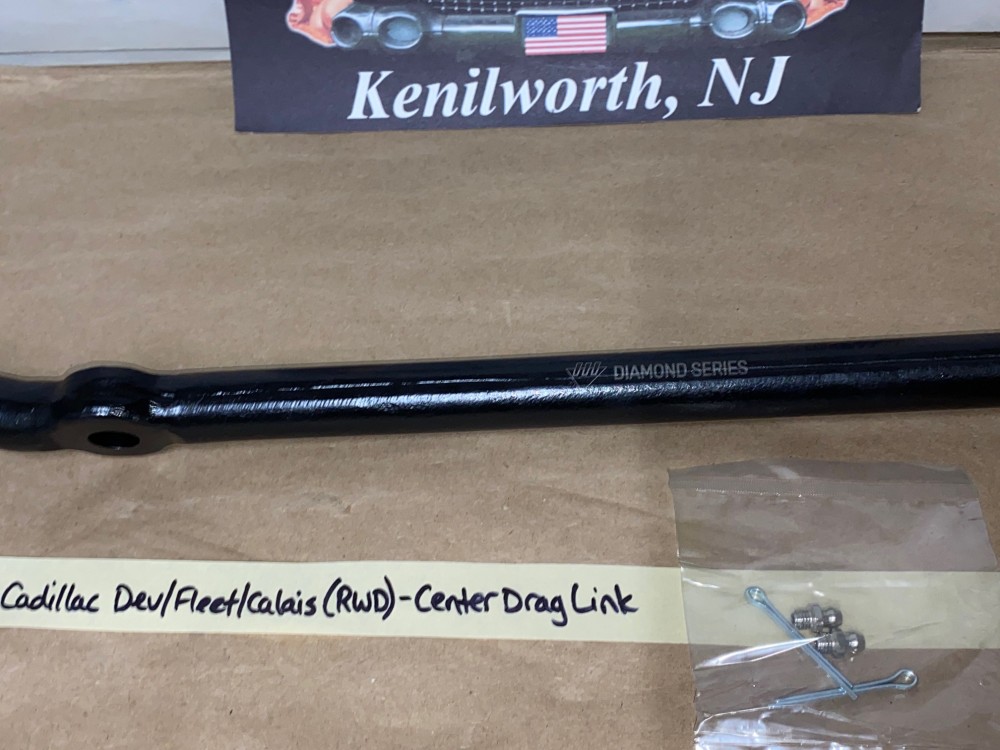 Kenilworth, NJ
DIAMOND SERIES
Cadillac Dev/Fleet/Calais (RWD) - Center Drag Link